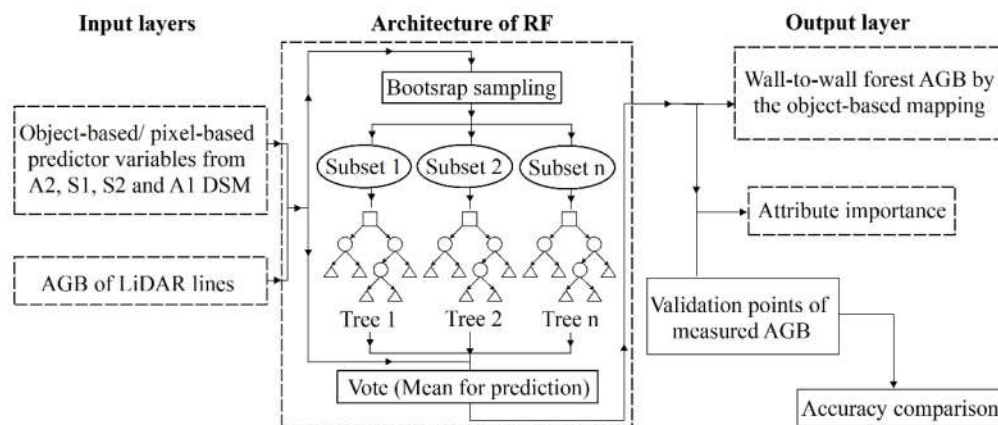 Input layers
Object-based/ pixel-based
predictor variables from
A2, S1, S2 and A1 DSM
AGB of LiDAR lines
Architecture of RF
Bootsrap sampling
Subset 1
Subset 2
Subset n
Tree 1
Tree 2
Tree n
Vote (Mean for prediction)
Output layer
Wall-to-wall forest AGB by
the object-based mapping
Attribute importance
Validation points of
measured AGB
Accuracy comparison